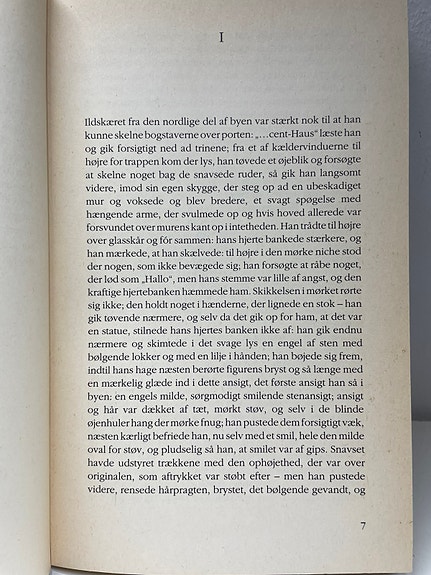 I
Ildskæret fra den nordlige del af byen var stærkt nok til at han
kunne skelne bogstaverne over porten: „…cent-Haus“ læste han
og gik forsigtigt ned ad trinene; fra et af kældervinduerne til
højre for trappen kom der lys, han tøvede et øjeblik og forsøgte
at skelne noget bag de snavsede ruder, så gik han langsomt
videre, imod sin egen skygge, der steg op ad en ubeskadiget
mur og voksede og blev bredere, et svagt spøgelse med
hængende arme, der svulmede op og hvis hoved allerede var
forsvundet over murens kant op i intetheden. Han trådte til højre
over glasskår og fór sammen: hans hjerte bankede stærkere, og
han mærkede, at han skælvede: til højre i den mørke niche stod
der nogen, som ikke bevægede sig; han forsøgte at råbe noget,
der lød som „Hallo“, men hans stemme var lille af angst, og den
kraftige hjertebanken hæmmede ham. Skikkelsen i mørket rørte
sig ikke; den holdt noget i hænderne, der lignede en stok – han
gik tøvende nærmere, og selv da det gik op for ham, at det var
en statue, stilnede hans hjertes banken ikke af: han gik endnu
nærmere og skimtede i det svage lys en engel af sten med
bølgende lokker og med en lilje i hånden; han bøjede sig frem,
indtil hans hage næsten berørte figurens bryst og så længe med
en mærkelig glæde ind i dette ansigt, det første ansigt han så i
byen: en engels milde, sørgmodigt smilende stenansigt; ansigt
og hår var dækket af tæt, mørkt støv, og selv i de blinde
øjenhuler hang der mørke fnug; han pustede dem forsigtigt væk,
næsten kærligt befriede han, nu selv med et smil, hele den milde
oval for støv, og pludselig så han, at smilet var af gips. Snavset
havde udstyret trækkene med den ophøjethed, der var over
originalen, som aftrykket var støbt efter – men han pustede
videre, rensede hårpragten, brystet, det bølgende gevandt, og
7